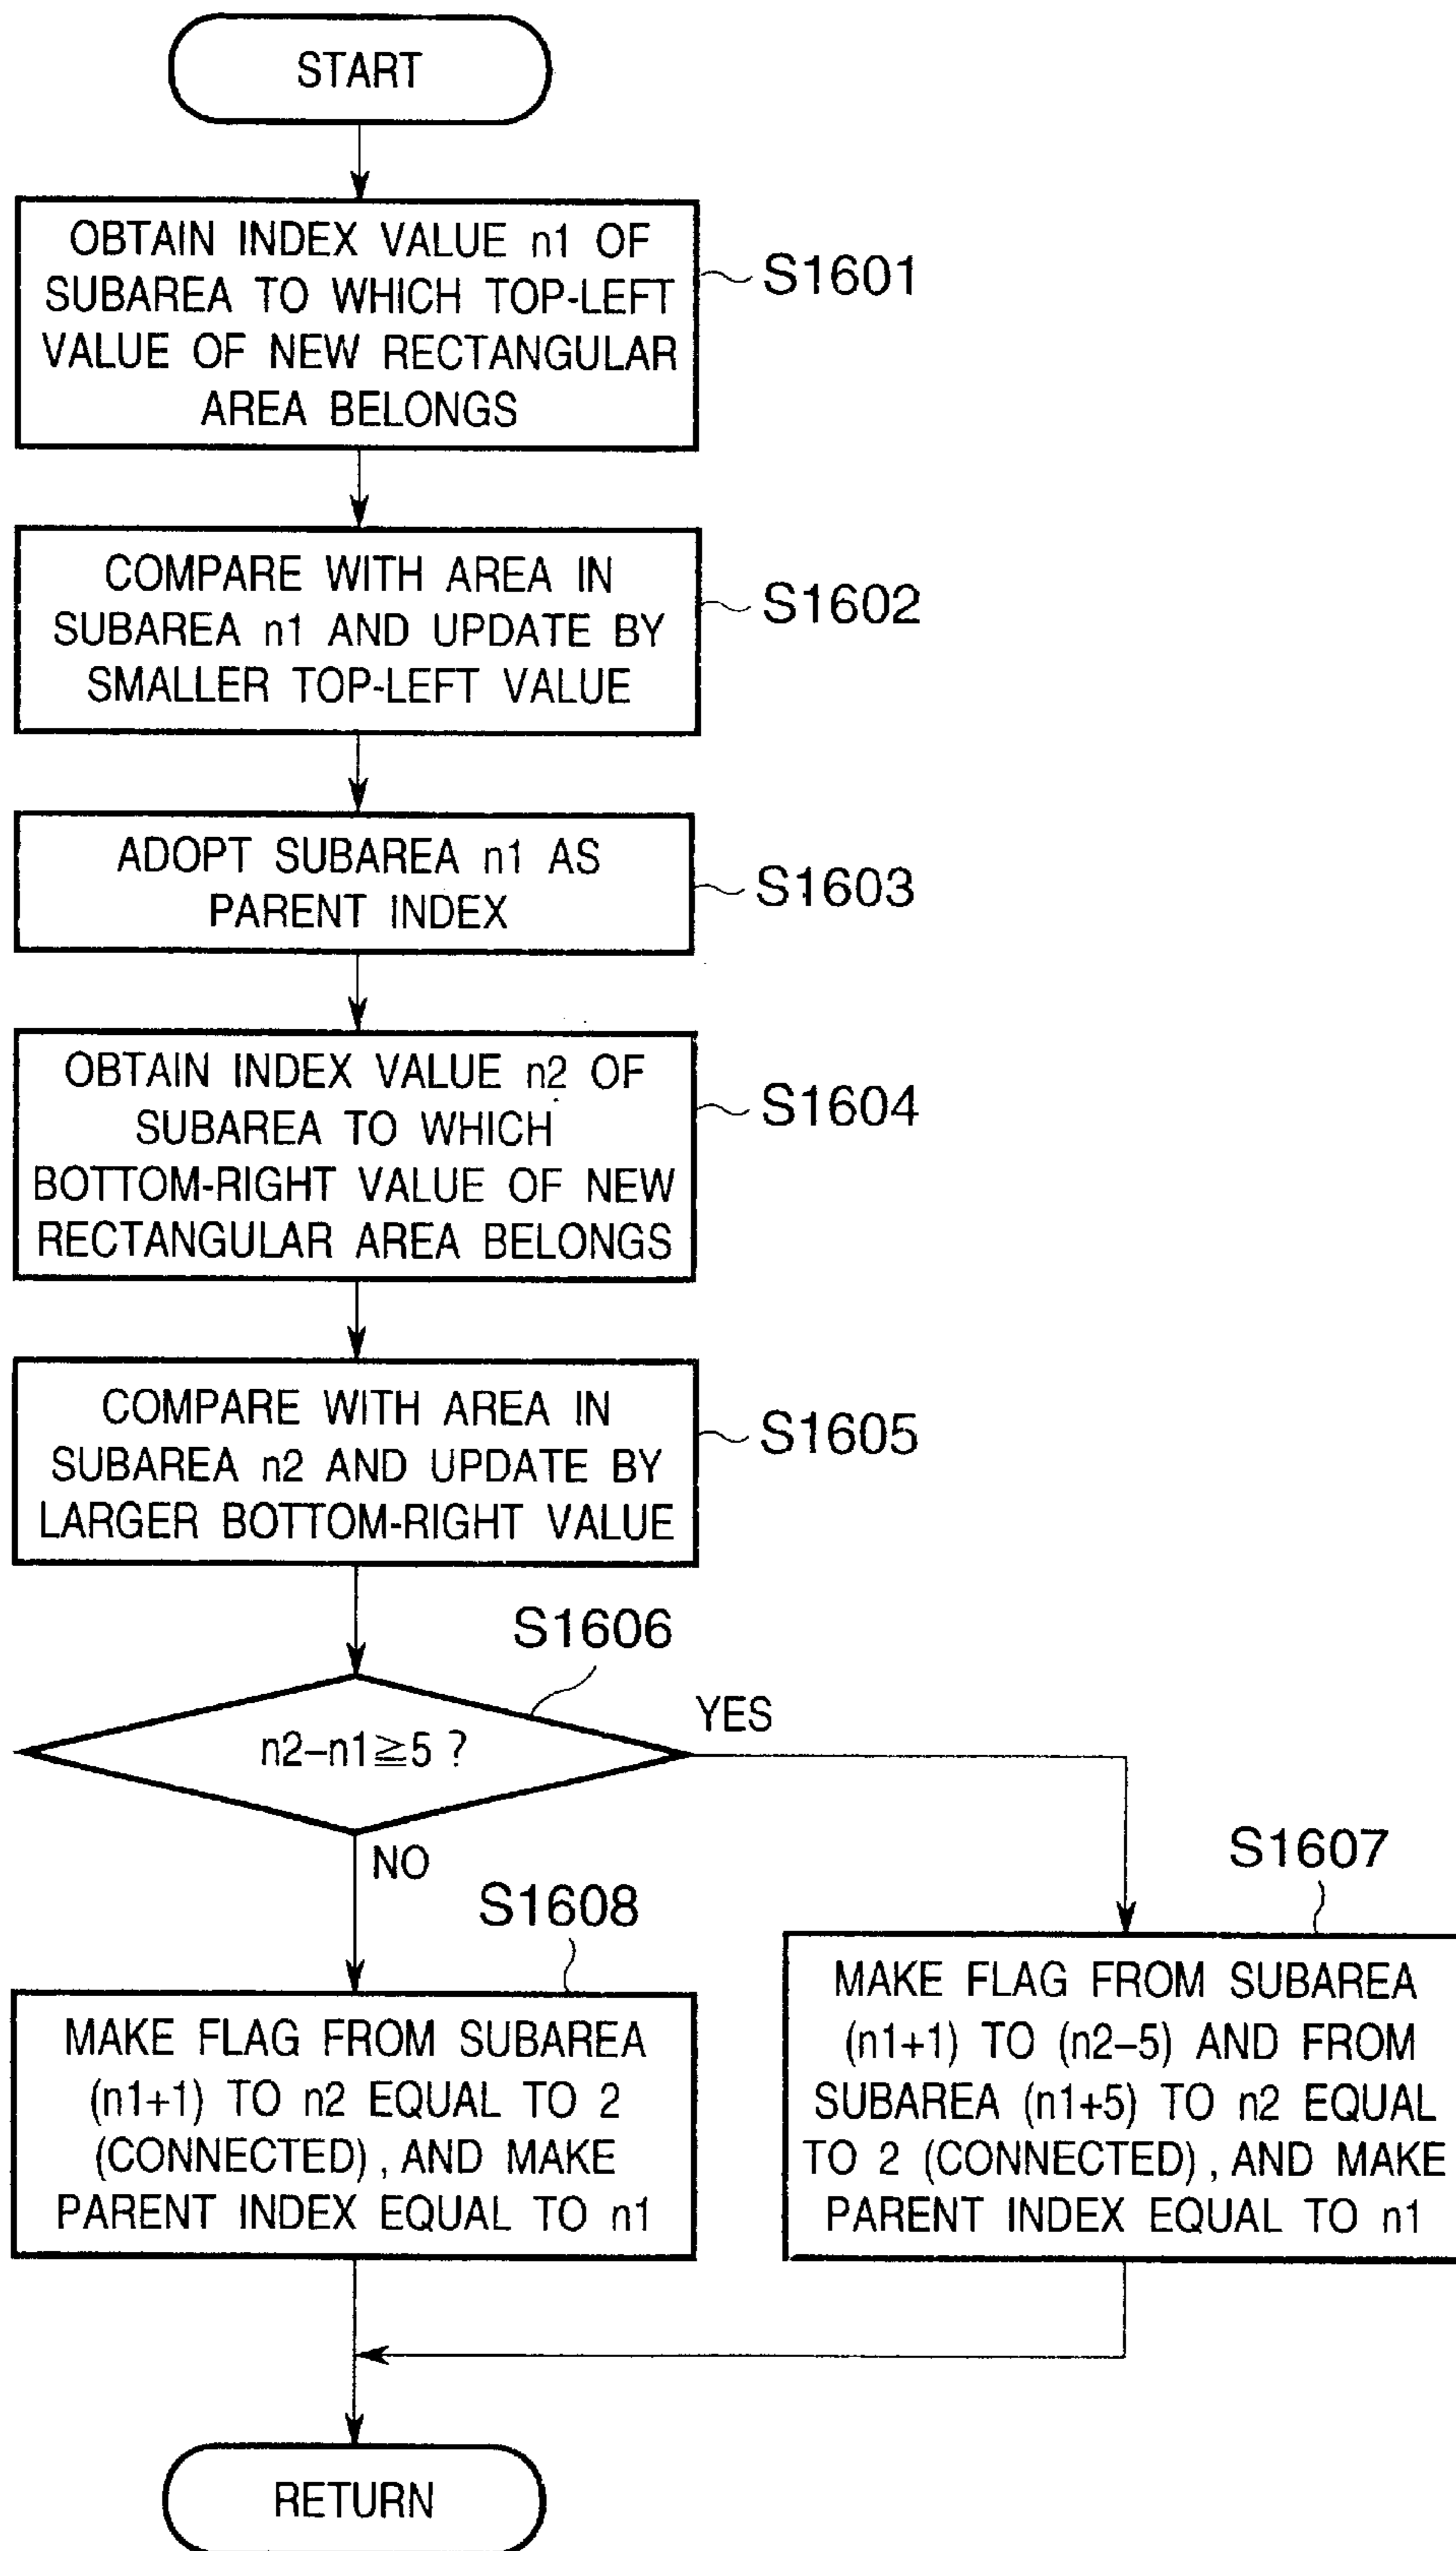 START
OBTAIN INDEX VALUE n1 OF
SUBAREA TO WHICH TOP-LEFT
VALUE OF NEW RECTANGULAR
AREA BELONGS
S1601
COMPARE WITH AREA IN
SUBAREA n1 AND UPDATE BY
SMALLER TOP-LEFT VALUE
S1602
ADOPT SUBAREA n1 AS
PARENT INDEX
S1603
OBTAIN INDEX VALUE n2 OF
SUBAREA TO WHICH
BOTTOM-RIGHT VALUE OF NEW
RECTANGULAR AREA BELONGS
S1604
COMPARE WITH AREA IN
SUBAREA n2 AND UPDATE BY
LARGER BOTTOM-RIGHT VALUE
S1605
S1606
n2–n1≧5 ?
YES
NO
S1608
MAKE FLAG FROM SUBAREA
(n1+1) TO n2 EQUAL TO 2
(CONNECTED), AND MAKE
PARENT INDEX EQUAL TO n1
S1607
MAKE FLAG FROM SUBAREA
(n1+1) TO (n2–5) AND FROM
SUBAREA (n1+5) TO n2 EQUAL
TO 2 (CONNECTED), AND MAKE
PARENT INDEX EQUAL TO n1
RETURN